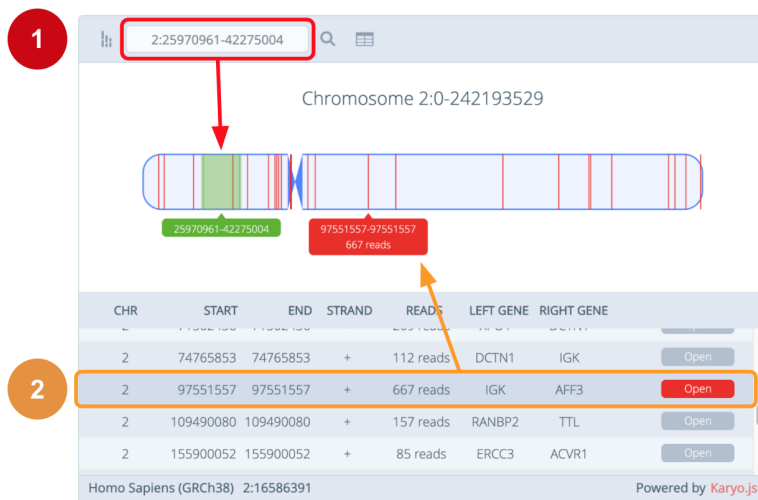 1
2:25970961-42275004
Chromosome 2:0-242193529
25970961-42275004
97551557-97551557
667 reads
CHR START END STRAND READS LEFT GENE RIGHT GENE
2 74765853 74765853 + 112 reads DCTN1 IGK Open
2
2 97551557 97551557 + 667 reads IGK AFF3 Open
2 109490080 109490080 + 157 reads RANBP2 TTL Open
2 155900052 155900052 + 85 reads ERCC3 ACVR1 Open
Homo Sapiens (GRCh38) 2:16586391 Powered by Karyo.js